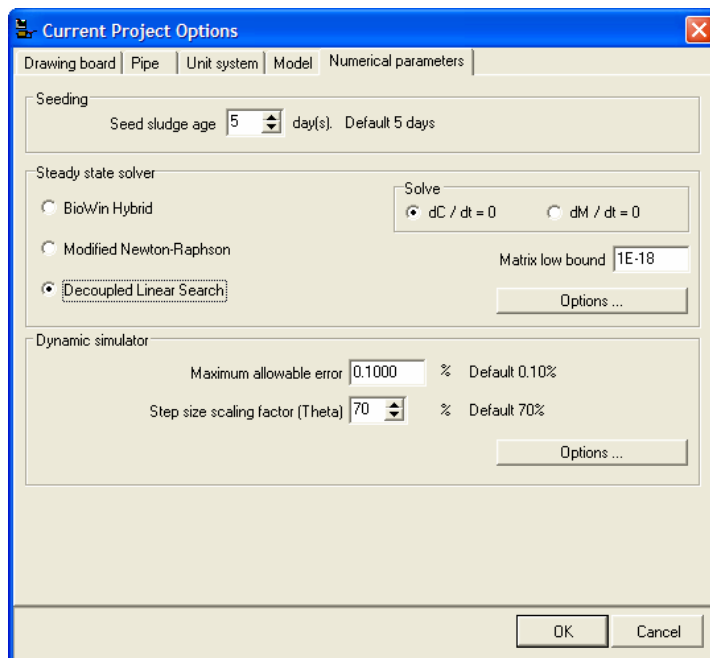 Current Project Options
Drawing board Pipe Unit system Model Numerical parameters
Seeding
Seed sludge age 5 day(s). Default 5 days
Steady state solver
Solve
BioWin Hybrid
dC / dt = 0 dM / dt = 0
Modified Newton-Raphson
Matrix low bound 1E-18
Decoupled Linear Search
Options ...
Dynamic simulator
Maximum allowable error 0.1000 % Default 0.10%
Step size scaling factor (Theta) 70 % Default 70%
Options ...
OK Cancel